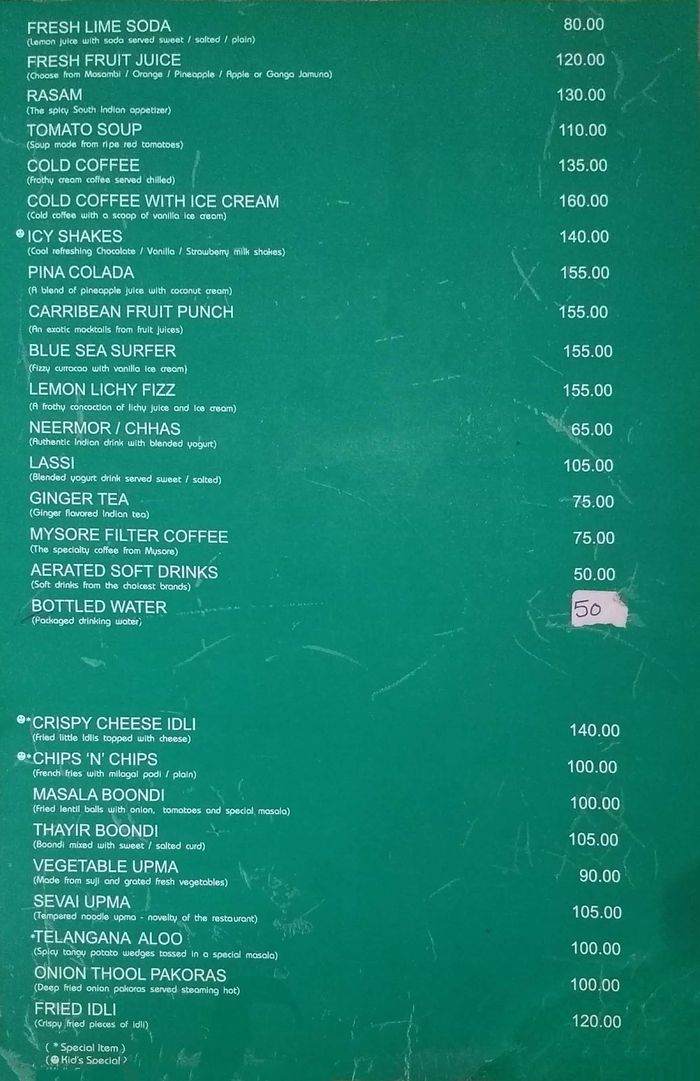 FRESH LIME SODA 80.00
(Lemon juice with soda served sweet / salted / plain)
FRESH FRUIT JUICE 120.00
(Choose from Mosambi / Orange / Pineapple / Apple or Ganga Jamuna)
RASAM 130.00
(The spicy South Indian appetizer)
TOMATO SOUP 110.00
(Soup made from ripe red tomatoes)
COLD COFFEE 135.00
(Frothy cream coffee served chilled)
COLD COFFEE WITH ICE CREAM 160.00
(Cold coffee with a scoop of vanilla ice cream)
ICY SHAKES 140.00
(Cool refreshing Chocolate / Vanilla / Strawberry milk shakes)
PINA COLADA 155.00
(A blend of pineapple juice with coconut cream)
CARRIBEAN FRUIT PUNCH 155.00
(An exotic mocktails from fruit juices)
BLUE SEA SURFER 155.00
(Fizzy curracao with vanilla ice cream)
LEMON LICHY FIZZ 155.00
(A frothy concoction of lichy juice and ice cream)
NEERMOR / CHHAS 65.00
(Authentic Indian drink with blended yogurt)
LASSI 105.00
(Blended yogurt drink served sweet / salted)
GINGER TEA 75.00
(Ginger flavored Indian tea)
MYSORE FILTER COFFEE 75.00
(The specialty coffee from Mysore)
AERATED SOFT DRINKS 50.00
(Soft drinks from the choicest brands)
BOTTLED WATER 50
(Packaged drinking water)
*CRISPY CHEESE IDLI 140.00
(Fried little Idlis topped with cheese)
*CHIPS 'N' CHIPS 100.00
(French fries with milagai podi / plain)
MASALA BOONDI 100.00
(Fried lentil balls with onion, tomatoes and special masala)
THAYIR BOONDI 105.00
(Boondi mixed with sweet / salted curd)
VEGETABLE UPMA 90.00
(Made from suji and grated fresh vegetables)
SEVAI UPMA 105.00
(Tempered noodle upma - novelty of the restaurant)
*TELANGANA ALOO 100.00
(Spicy tangy potato wedges tossed in a special masala)
ONION THOOL PAKORAS 100.00
(Deep fried onion pakoras served steaming hot)
FRIED IDLI 120.00
(Crispy fried pieces of idli)
( * Special Item )
( Kid's Special )